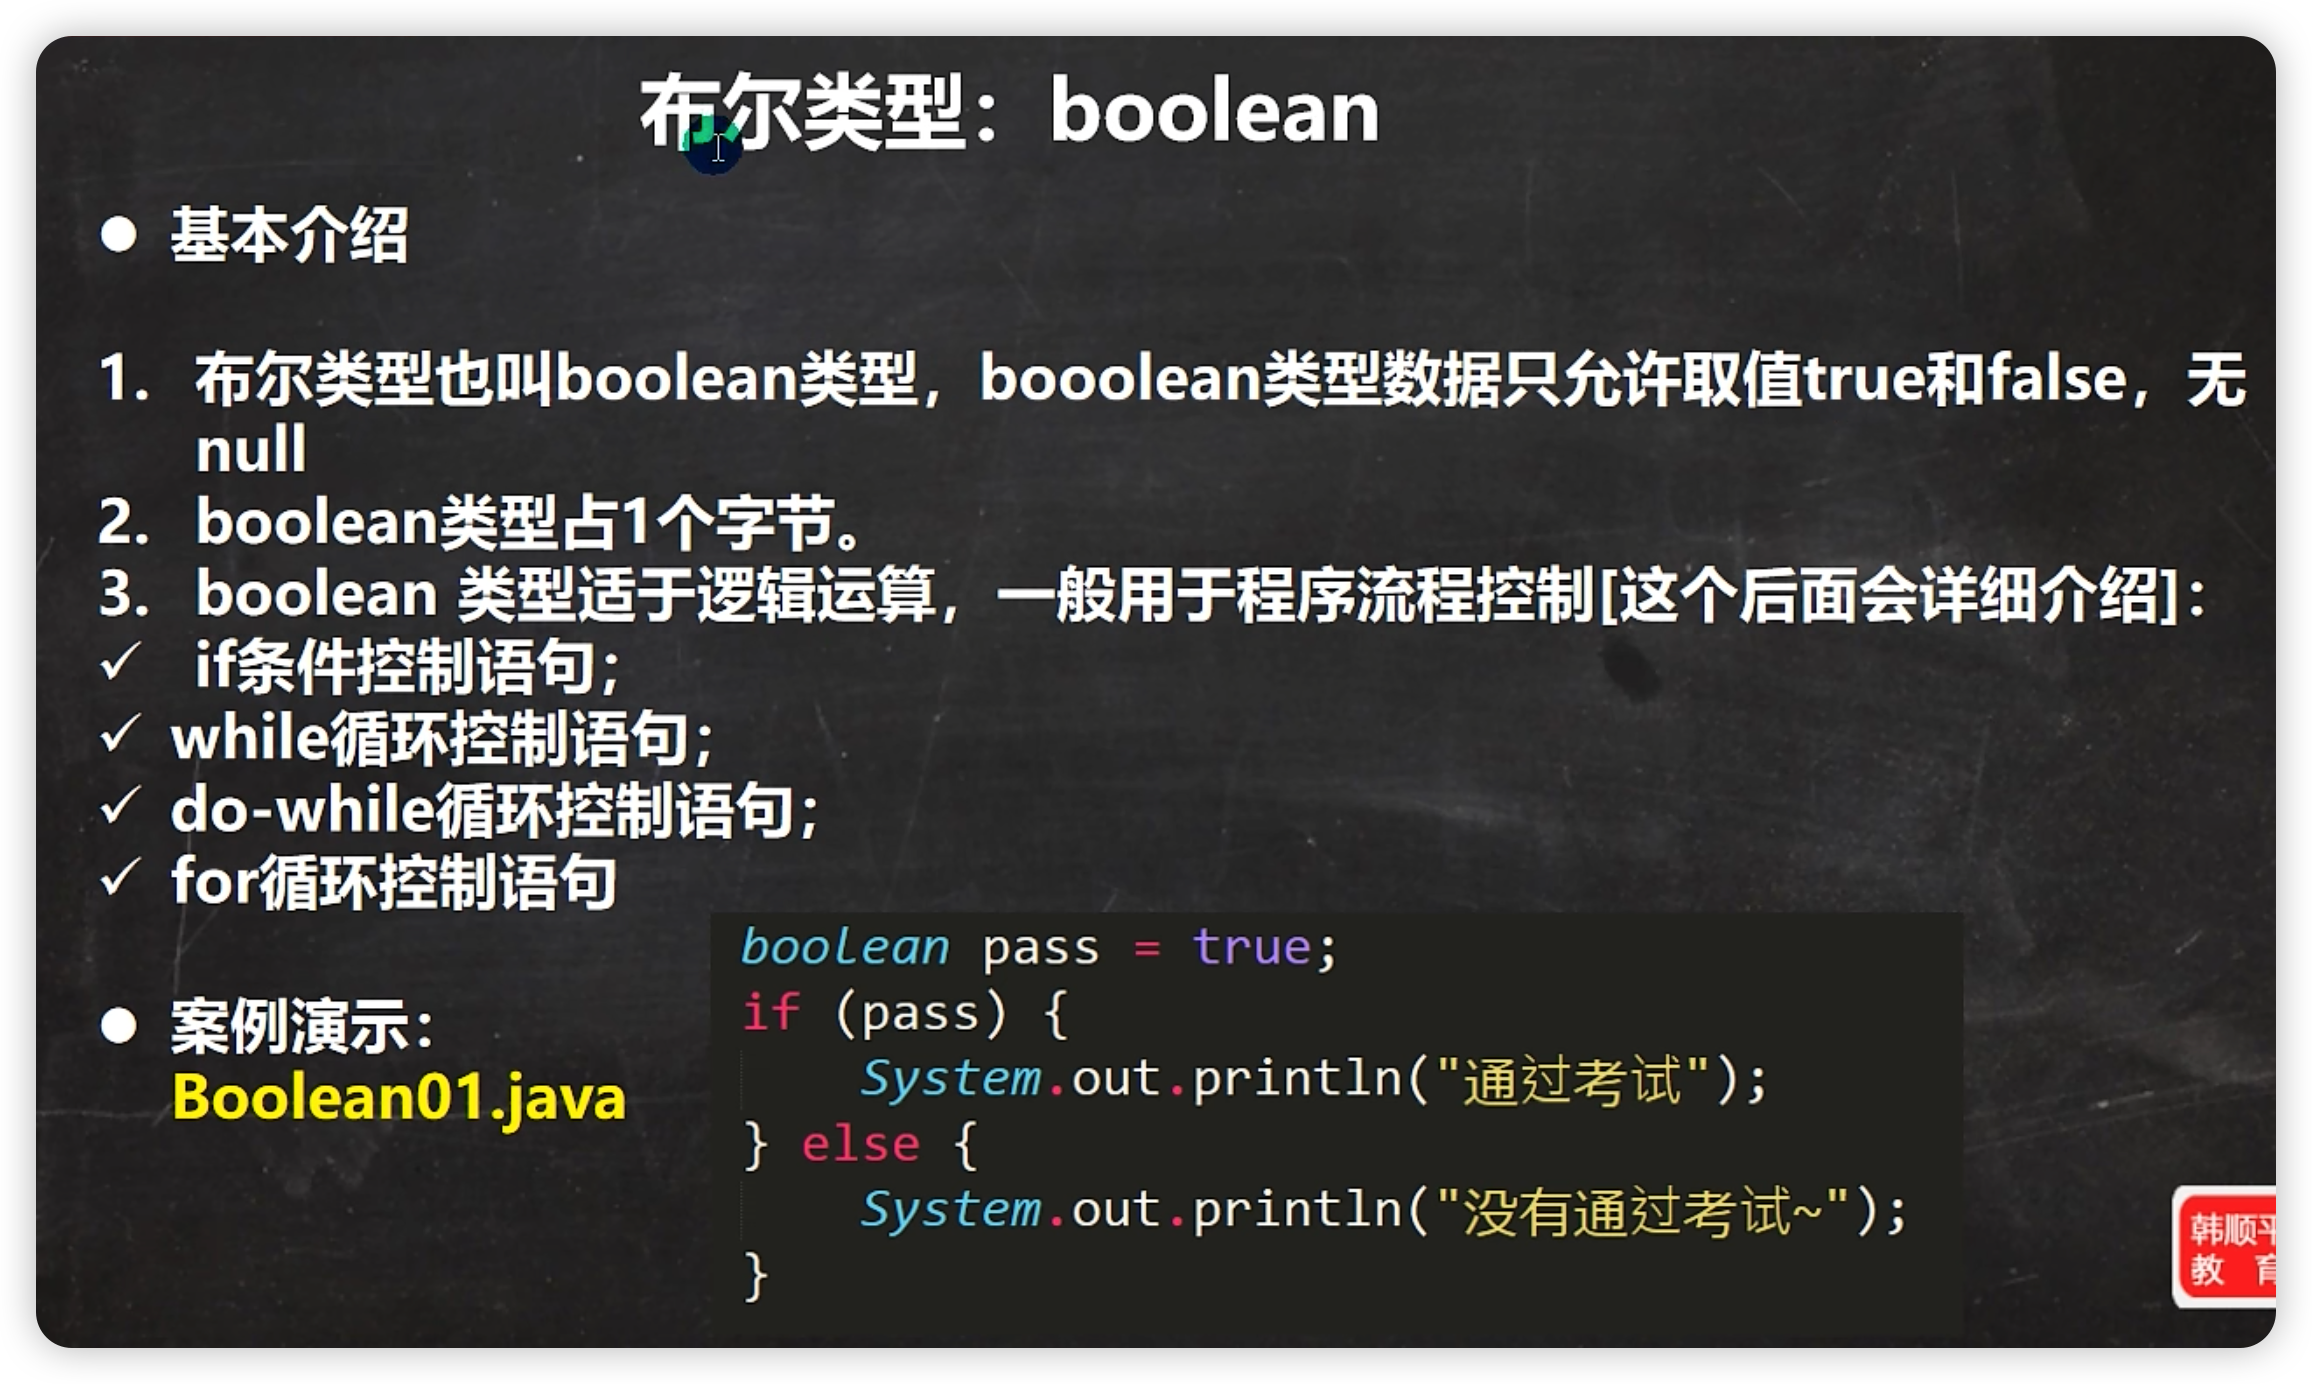 布尔类型：boolean
● 基本介绍
1. 布尔类型也叫boolean类型，booolean类型数据只允许取值true和false，无
null
2. boolean类型占1个字节。
3. boolean 类型适于逻辑运算，一般用于程序流程控制[这个后面会详细介绍]：
✓ if条件控制语句；
✓ while循环控制语句；
✓ do-while循环控制语句；
✓ for循环控制语句
● 案例演示：
Boolean01.java
boolean pass = true;
if (pass) {
    System.out.println("通过考试");
} else {
    System.out.println("没有通过考试~");
}
韩顺平
教 育